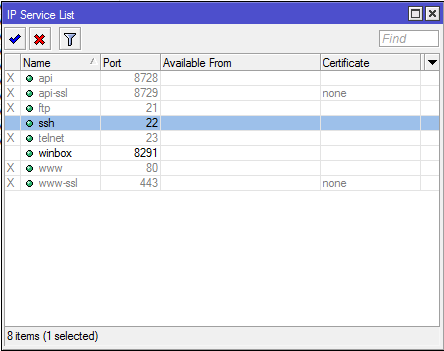 IP Service List
Find
Name Port Available From Certificate
X api 8728
X api-ssl 8729 none
X ftp 21
ssh 22
X telnet 23
winbox 8291
X www 80
X www-ssl 443 none
8 items (1 selected)